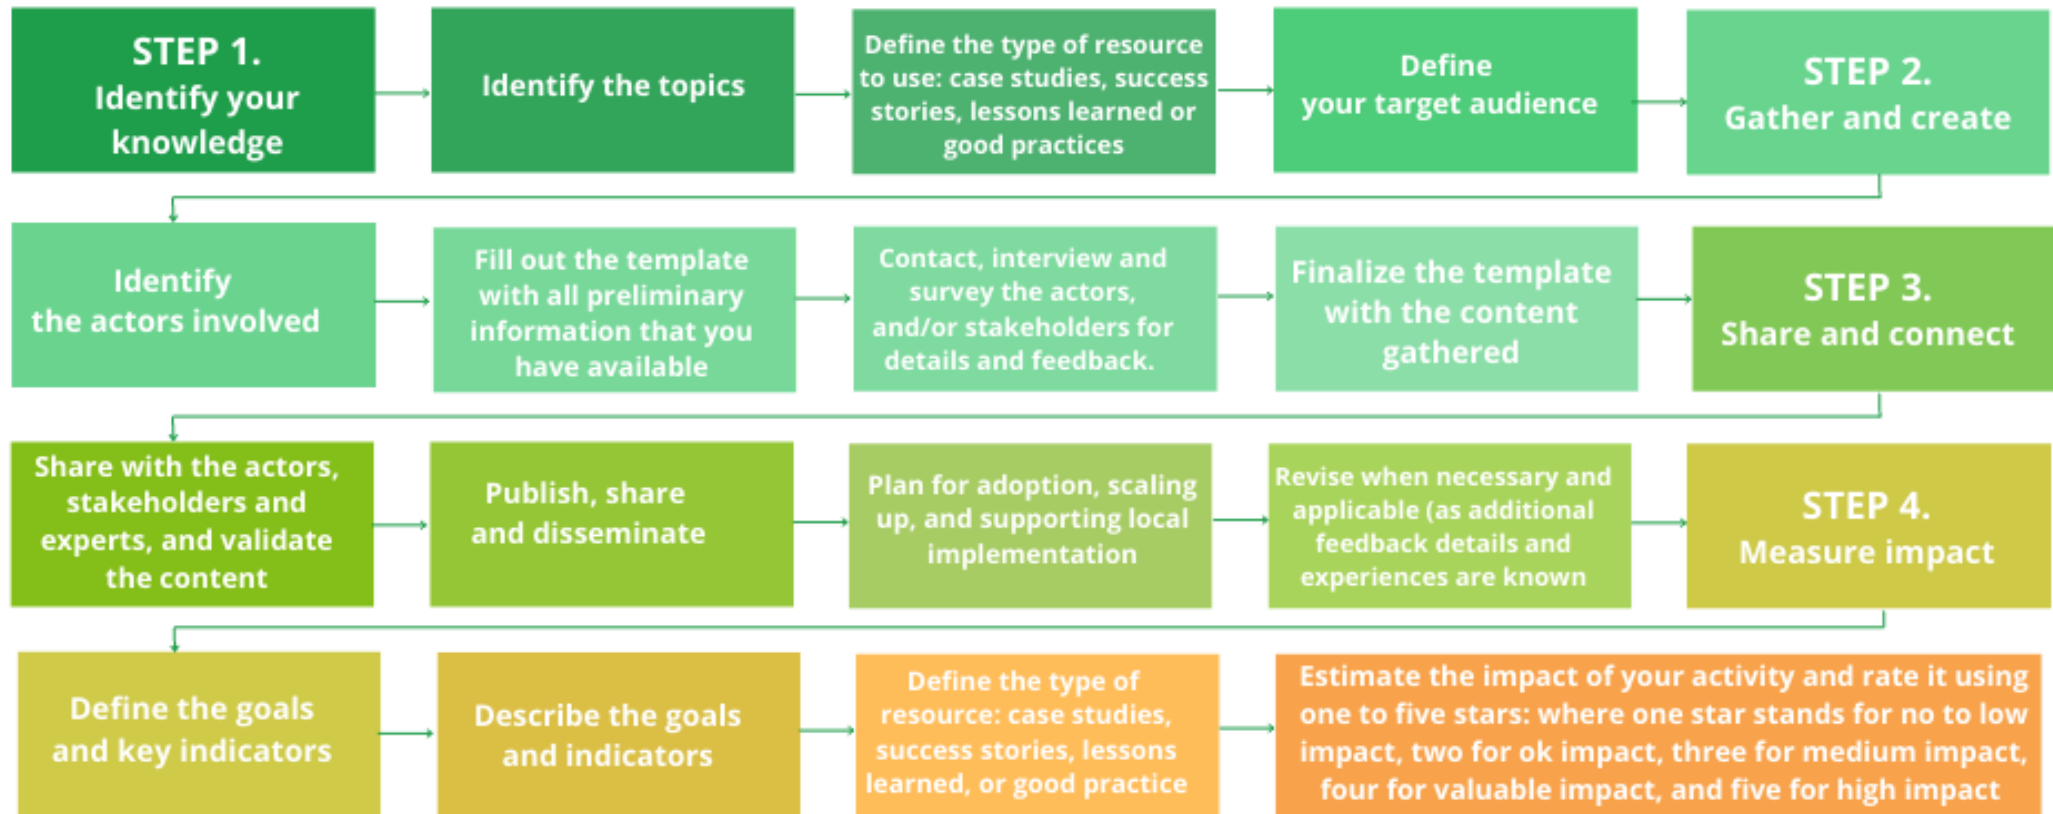 STEP 1.
Identify your
knowledge
Identify the topics
Define the type of resource
to use: case studies, success
stories, lessons learned or
good practices
Define
your target audience
STEP 2.
Gather and create
Identify
the actors involved
Fill out the template
with all preliminary
information that you
have available
Contact, interview and
survey the actors,
and/or stakeholders for
details and feedback.
Finalize the template
with the content
gathered
STEP 3.
Share and connect
Share with the actors,
stakeholders and
experts, and validate
the content
Publish, share
and disseminate
Plan for adoption, scaling
up, and supporting local
implementation
Revise when necessary and
applicable (as additional
feedback details and
experiences are known
STEP 4.
Measure impact
Define the goals
and key indicators
Describe the goals
and indicators
Define the type of
resource: case studies,
success stories, lessons
learned, or good practice
Estimate the impact of your activity and rate it using
one to five stars: where one star stands for no to low
impact, two for ok impact, three for medium impact,
four for valuable impact, and five for high impact